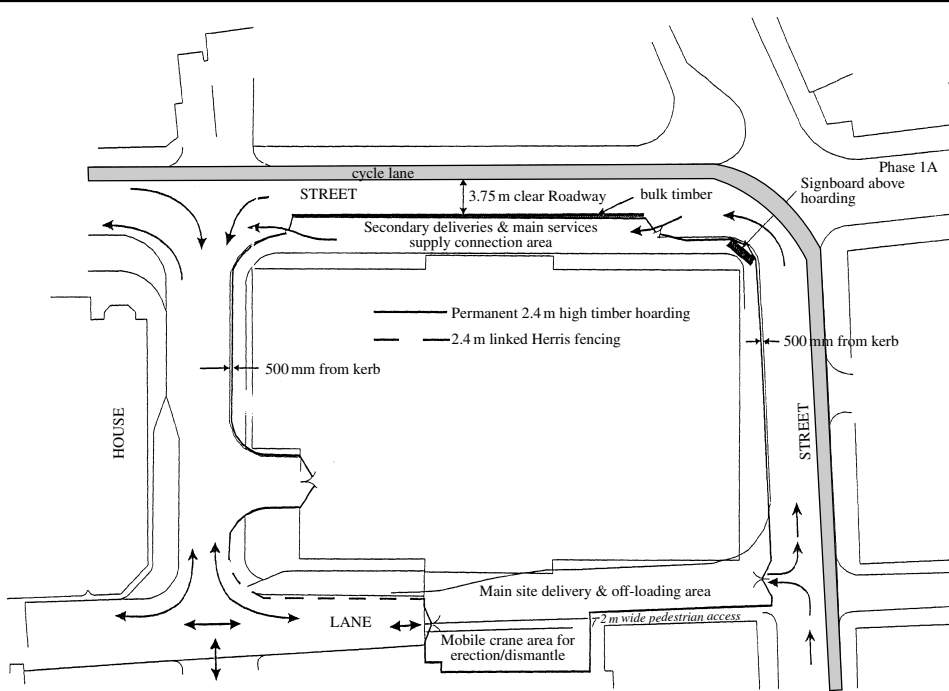 Phase 1A
cycle lane
Signboard above
hoarding
STREET
3.75 m clear Roadway
bulk timber
Secondary deliveries & main services
supply connection area
Permanent 2.4 m high timber hoarding
2.4 m linked Herris fencing
500 mm from kerb
500 mm from kerb
HOUSE
STREET
Main site delivery & off-loading area
LANE
2 m wide pedestrian access
Mobile crane area for
erection/dismantle